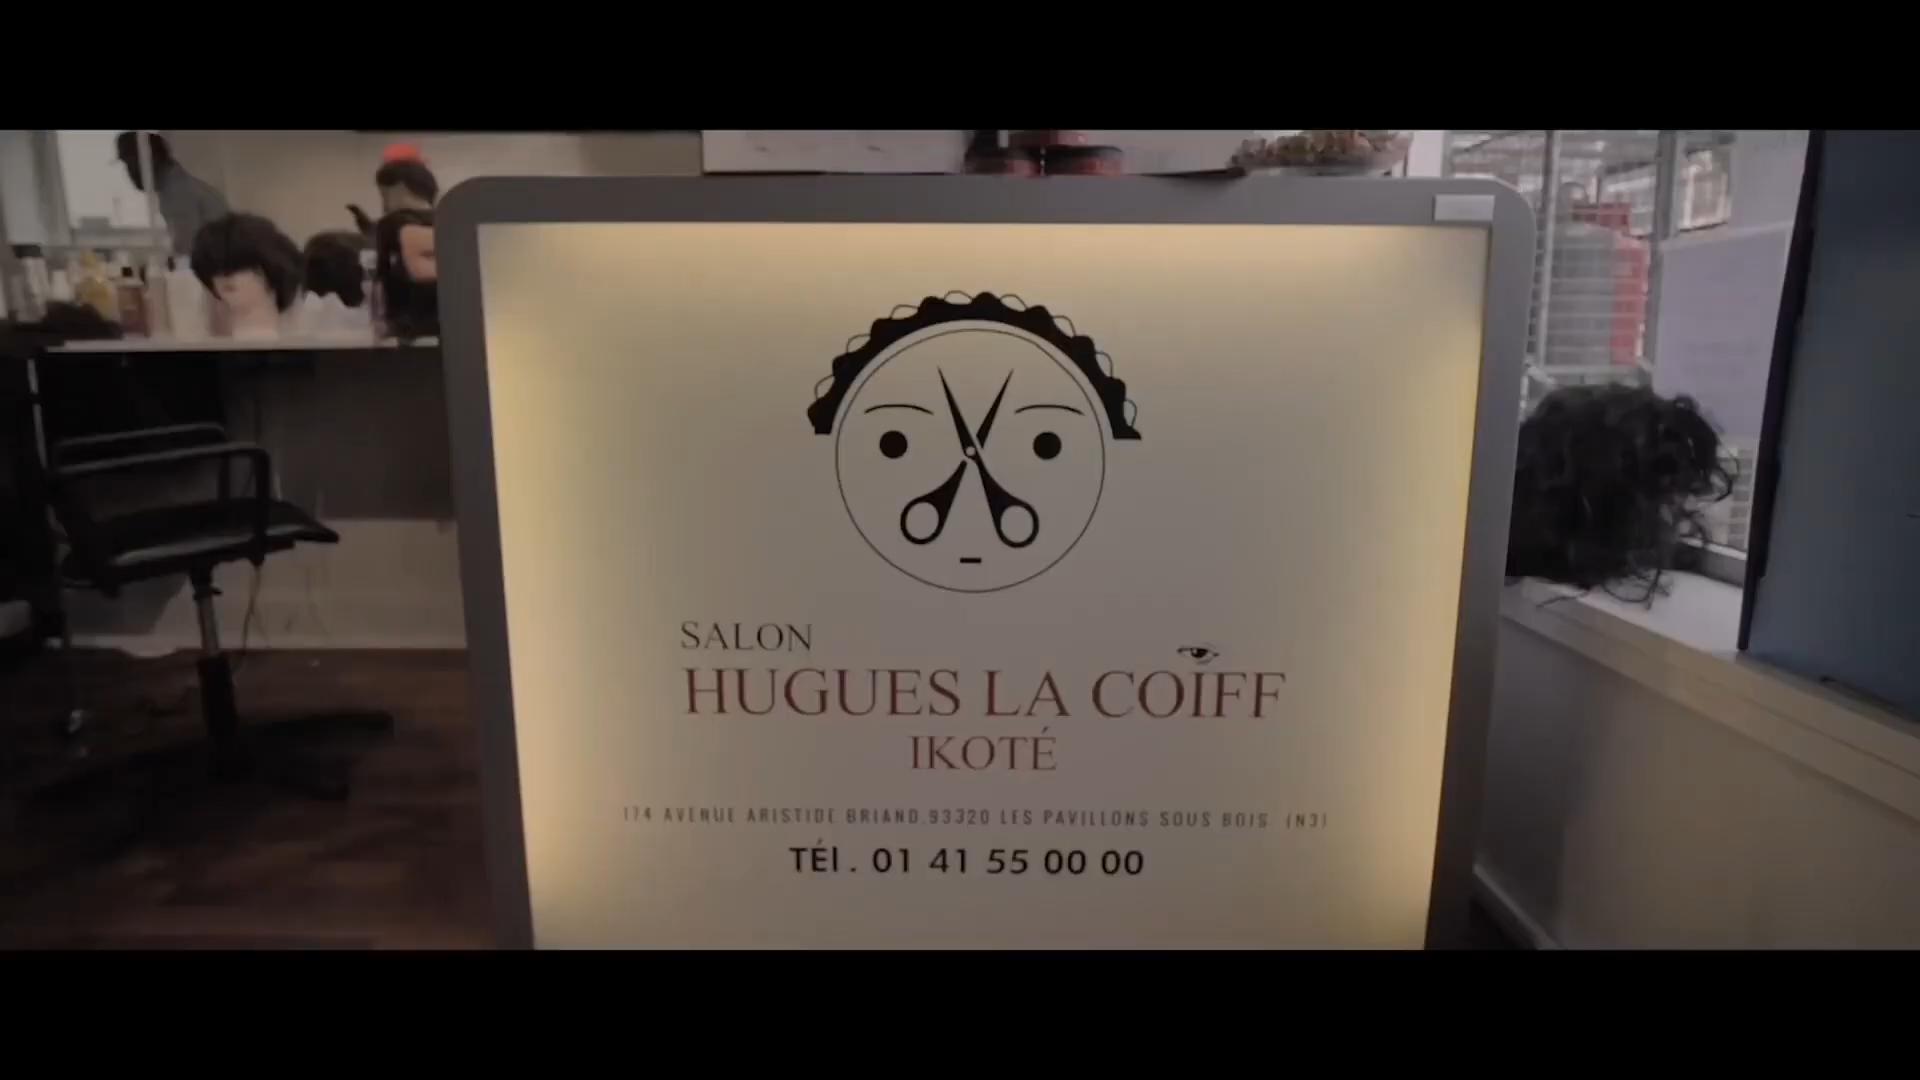 SALON
HUGUES LA COIFF
IKOTÉ
174 AVENUE ARISTIDE BRIAND.93320 LES PAVILLONS SOUS BOIS (N3)
TÉl . 01 41 55 00 00